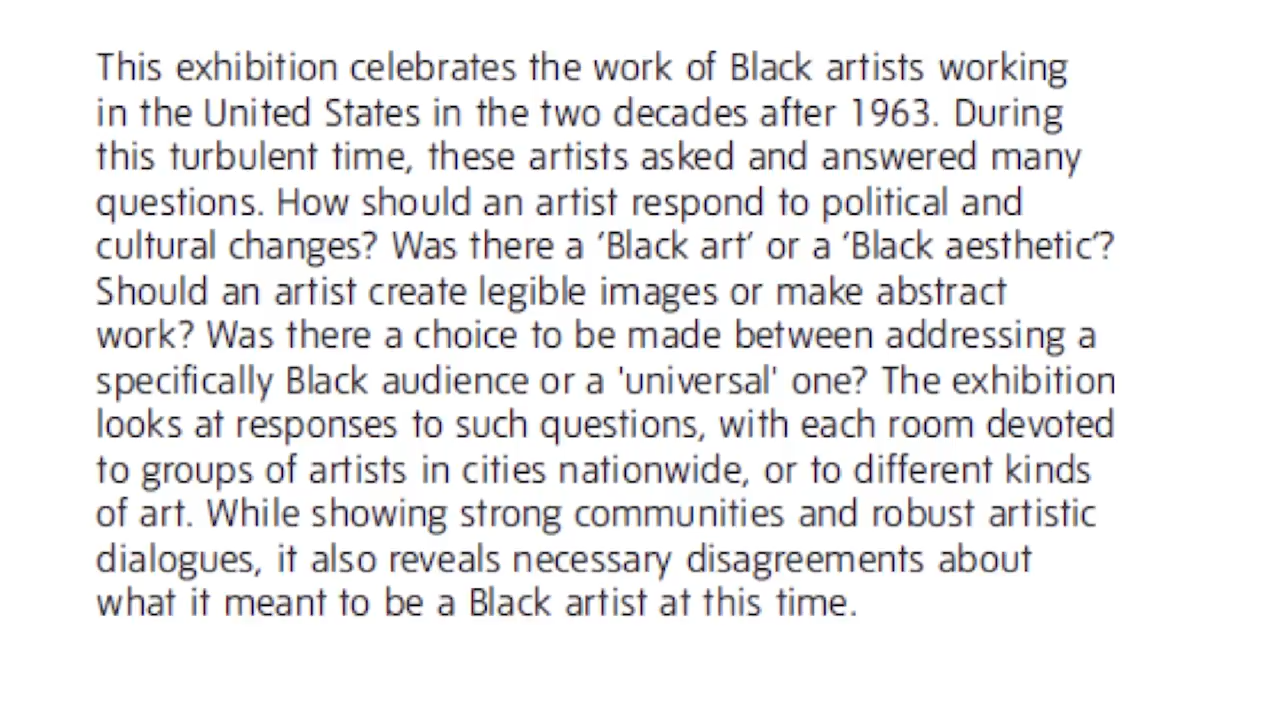 This exhibition celebrates the work of Black artists working
in the United States in the two decades after 1963. During
this turbulent time, these artists asked and answered many
questions. How should an artist respond to political and
cultural changes? Was there a ‘Black art’ or a ‘Black aesthetic’?
Should an artist create legible images or make abstract
work? Was there a choice to be made between addressing a
specifically Black audience or a 'universal' one? The exhibition
looks at responses to such questions, with each room devoted
to groups of artists in cities nationwide, or to different kinds
of art. While showing strong communities and robust artistic
dialogues, it also reveals necessary disagreements about
what it meant to be a Black artist at this time.